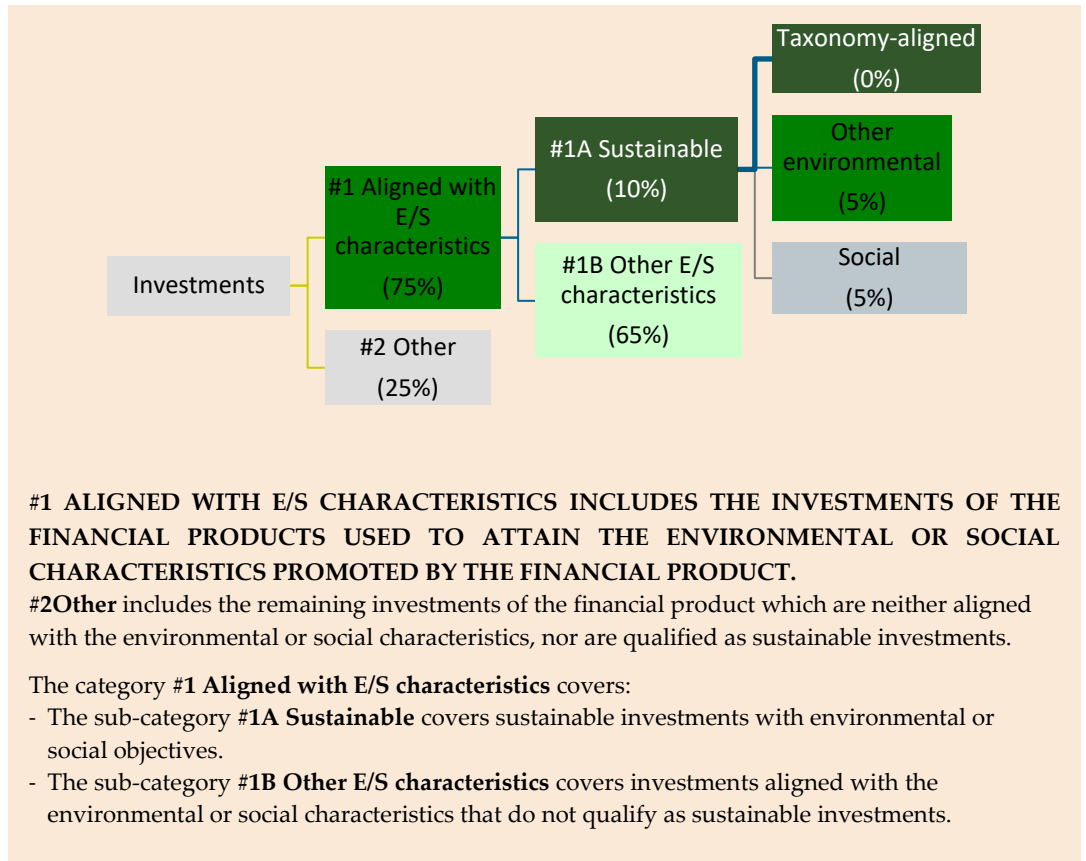 Taxonomy-aligned
(0%)
#1A Sustainable
(10%)
Other
environmental
(5%)
#1 Aligned with
E/S
characteristics
(75%)
#1B Other E/S
characteristics
(65%)
Social
(5%)
Investments
#2 Other
(25%)
#1 ALIGNED WITH E/S CHARACTERISTICS INCLUDES THE INVESTMENTS OF THE
FINANCIAL PRODUCTS USED TO ATTAIN THE ENVIRONMENTAL OR SOCIAL
CHARACTERISTICS PROMOTED BY THE FINANCIAL PRODUCT.
#2Other includes the remaining investments of the financial product which are neither aligned
with the environmental or social characteristics, nor are qualified as sustainable investments.
The category #1 Aligned with E/S characteristics covers:
- The sub-category #1A Sustainable covers sustainable investments with environmental or
social objectives.
- The sub-category #1B Other E/S characteristics covers investments aligned with the
environmental or social characteristics that do not qualify as sustainable investments.